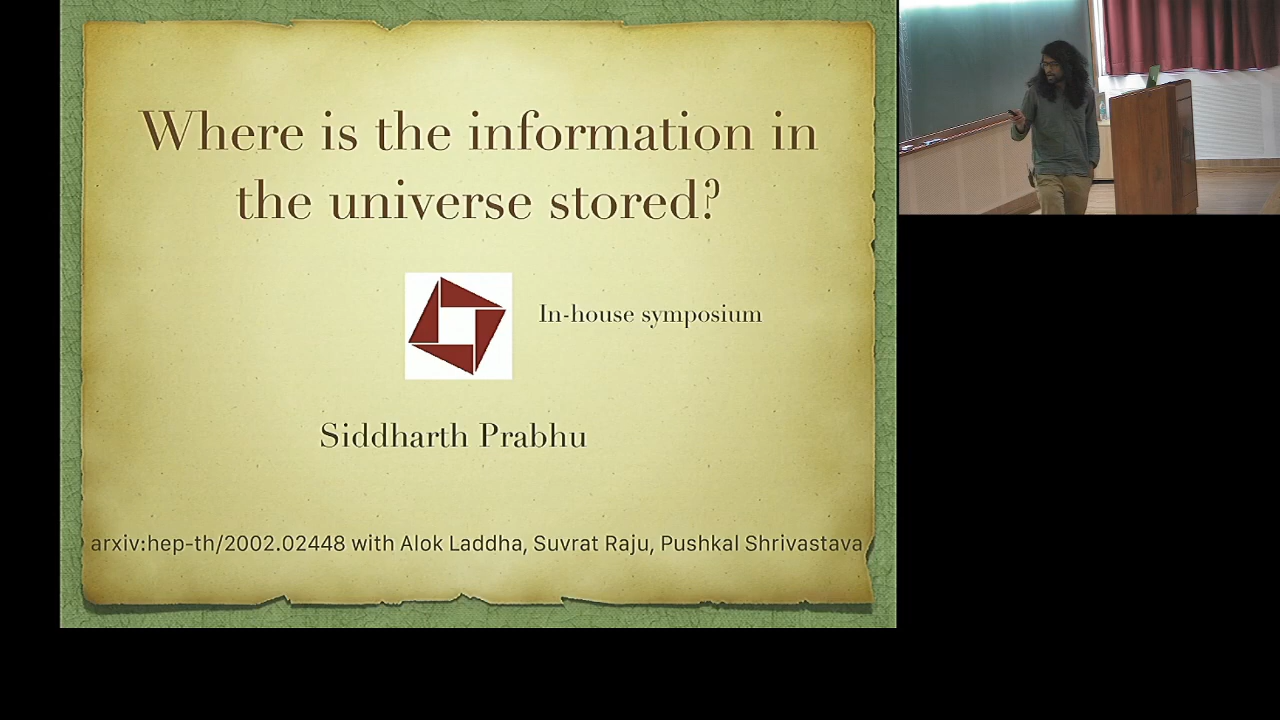 Where is the information in
the universe stored?
In-house symposium
Siddharth Prabhu
arxiv:hep-th/2002.02448 with Alok Laddha, Suvrat Raju, Pushkal Shrivastava